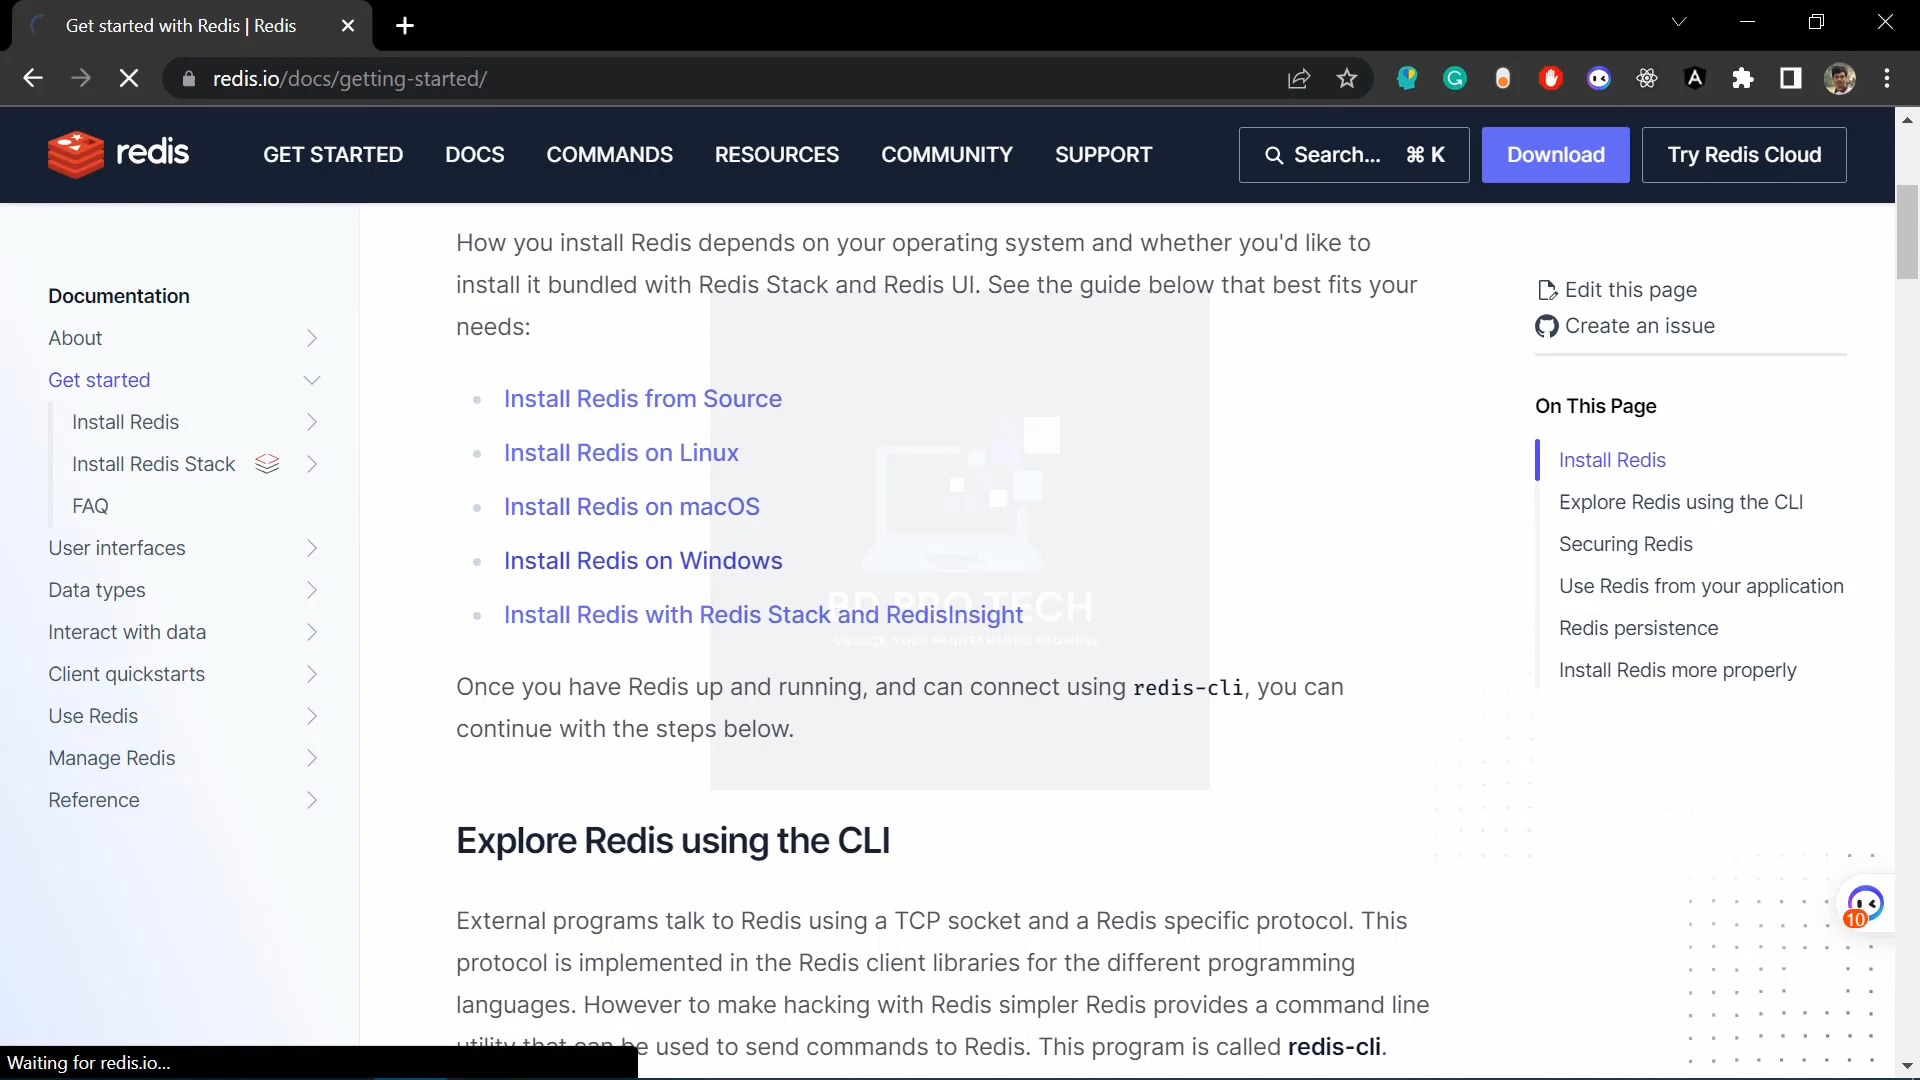 Get started with Redis | Redis
redis.io/docs/getting-started/
redis
GET STARTED
DOCS
COMMANDS
RESOURCES
COMMUNITY
SUPPORT
Search... ⌘ K
Download
Try Redis Cloud
Documentation
About
Get started
Install Redis
Install Redis Stack
FAQ
User interfaces
Data types
Interact with data
Client quickstarts
Use Redis
Manage Redis
Reference
How you install Redis depends on your operating system and whether you'd like to
install it bundled with Redis Stack and Redis UI. See the guide below that best fits your
needs:
Install Redis from Source
Install Redis on Linux
Install Redis on macOS
Install Redis on Windows
Install Redis with Redis Stack and RedisInsight
BD PRO TECH
UNLOCK YOUR PROGRAMMING PROWESS
Once you have Redis up and running, and can connect using redis-cli, you can
continue with the steps below.
Explore Redis using the CLI
External programs talk to Redis using a TCP socket and a Redis specific protocol. This
protocol is implemented in the Redis client libraries for the different programming
languages. However to make hacking with Redis simpler Redis provides a command line
utility that can be used to send commands to Redis. This program is called redis-cli.
Edit this page
Create an issue
On This Page
Install Redis
Explore Redis using the CLI
Securing Redis
Use Redis from your application
Redis persistence
Install Redis more properly
10
Waiting for redis.io...